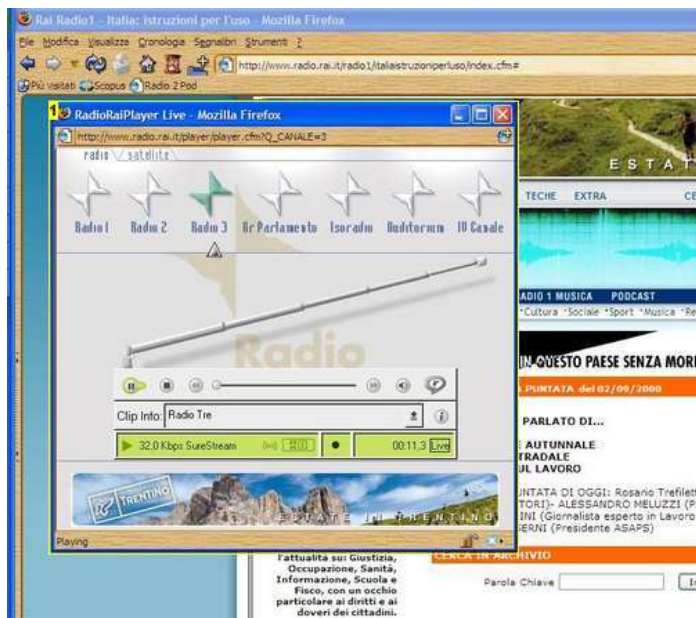 Rai Radio1 - Italia: istruzioni per l'uso - Mozilla Firefox
File Modifica Visualizza Cronologia Segnalibri Strumenti ?
http://www.radio.rai.it/radio1/italiaistruzioniperluso/index.cfm#
Più visitati Scopus Radio 2 Pod
1 RadioRaiPlayer Live - Mozilla Firefox
http://www.radio.rai.it/player/player.cfm?Q_CANALE=3
radio satellite
Radio 1 Radio 2 Radio 3 Gr Parlamento Isoradio Auditorium IV Canale
Radio
Clip Info: Radio Tre
32.0 Kbps SureStream 00:11.3 Live
TRENTINO
ESTATE IN TRENTINO
Playing
ESTAT
TECHE EXTRA CE
ADIO 1 MUSICA PODCAST
Cultura Sociale Sport Musica Re
IN QUESTO PAESE SENZA MORI
PUNTATA del 02/09/2008
PARLATO DI...
AUTUNNALE
TRADALE
UL LAVORO
UNTATA DI OGGI: Rosario Trefilett
TORI)- ALESSANDRO MELUZZI (P
INI (Giornalista esperto in Lavoro
SERNI (Presidente ASAPS)
CERCA IN ARCHIVIO
Parola Chiave
l'attualità su: Giustizia,
Occupazione, Sanità,
Informazione, Scuola e
Fisco, con un occhio
particolare ai diritti e ai
doveri dei cittadini.